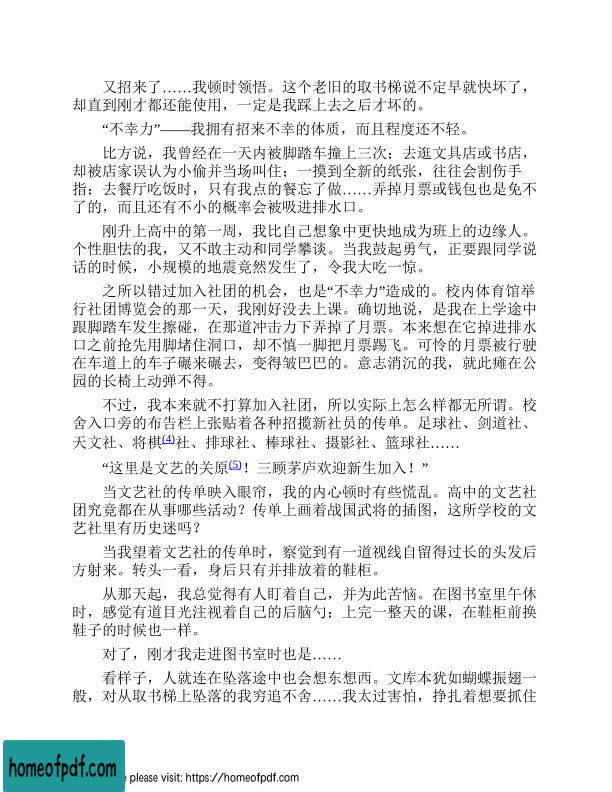 又招来了……我顿时领悟。这个老旧的取书梯说不定早就快坏了，
却直到刚才都还能使用，一定是我踩上去之后才坏的。
“不幸力”——我拥有招来不幸的体质，而且程度还不轻。
比方说，我曾经在一天内被脚踏车撞上三次；去逛文具店或书店，
却被店家误认为小偷并当场叫住；一摸到全新的纸张，往往会割伤手
指；去餐厅吃饭时，只有我点的餐忘了做……弄掉月票或钱包也是免不
了的，而且还有不小的概率会被吸进排水口。
刚升上高中的第一周，我比自己想象中更快地成为班上的边缘人。
个性胆怯的我，又不敢主动和同学攀谈。当我鼓起勇气，正要跟同学说
话的时候，小规模的地震竟然发生了，令我大吃一惊。
之所以错过加入社团的机会，也是“不幸力”造成的。校内体育馆举
行社团博览会的那一天，我刚好没去上课。确切地说，是我在上学途中
跟脚踏车发生擦碰，在那道冲击力下弄掉了月票。本来想在它掉进排水
口之前抢先用脚堵住洞口，却不慎一脚把月票踢飞。可怜的月票被行驶
在车道上的车子碾来碾去，变得皱巴巴的。意志消沉的我，就此瘫在公
园的长椅上动弹不得。
不过，我本来就不打算加入社团，所以实际上怎么样都无所谓。校
舍入口旁的布告栏上张贴着各种招揽新社员的传单。足球社、剑道社、
天文社、将棋(4)社、排球社、棒球社、摄影社、篮球社……
“这里是文艺的关原(5)！三顾茅庐欢迎新生加入！”
当文艺社的传单映入眼帘，我的内心顿时有些慌乱。高中的文艺社
团究竟都在从事哪些活动？传单上画着战国武将的插图，这所学校的文
艺社里有历史迷吗？
当我望着文艺社的传单时，察觉到有一道视线自留得过长的头发后
方射来。转头一看，身后只有并排放着的鞋柜。
从那天起，我总觉得有人盯着自己，并为此苦恼。在图书室里午休
时，感觉有道目光注视着自己的后脑勺；上完一整天的课，在鞋柜前换
鞋子的时候也一样。
对了，刚才我走进图书室时也是……
看样子，人就连在坠落途中也会想东想西。文库本犹如蝴蝶振翅一
般，对从取书梯上坠落的我穷追不舍……我太过害怕，挣扎着想要抓住
homeofpdf.com
e please visit: https://homeofpdf.com